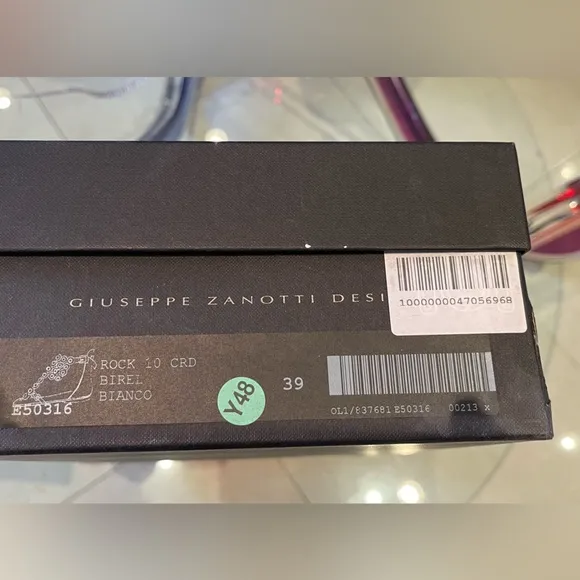 GIUSEPPE ZANOTTI DESI
1000000047056968
ROCK 10 CRD
BIREL
BIANCO
E50316
Y48
39
OL1/837681 E50316 00213 x